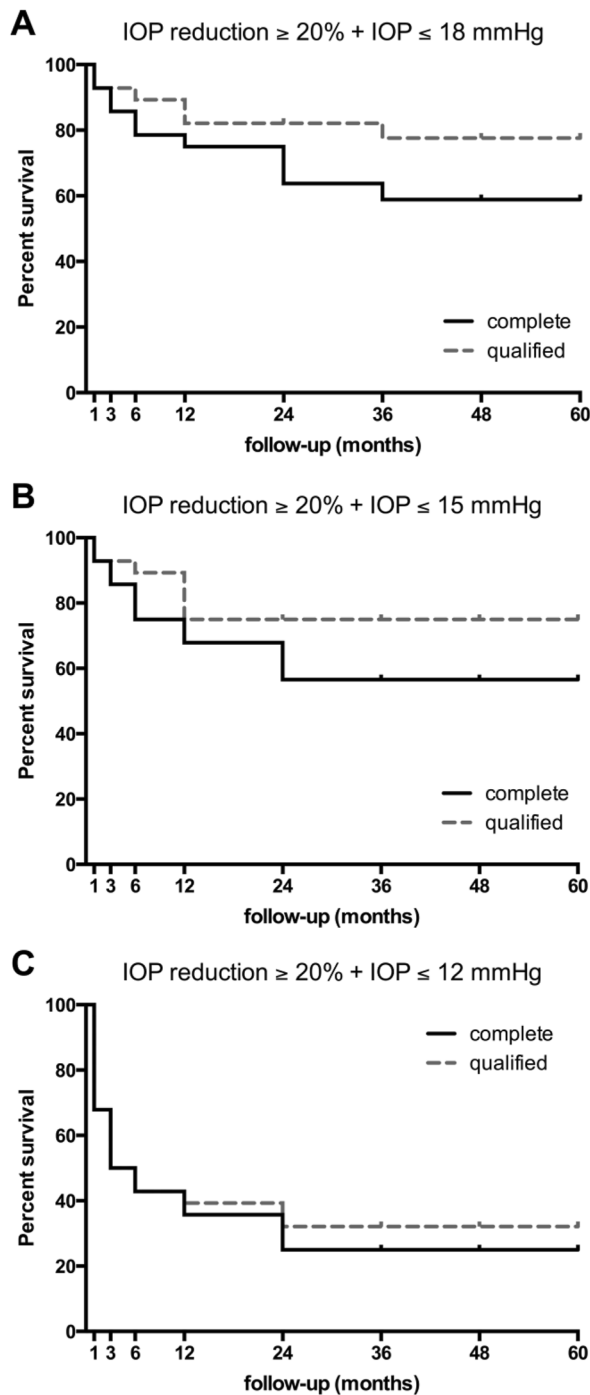 A
IOP reduction ≥ 20% + IOP ≤ 18 mmHg
100
80
60
40
20
0
Percent survival
complete
qualified
1 3 6 12 24 36 48 60
follow-up (months)
B
IOP reduction ≥ 20% + IOP ≤ 15 mmHg
100
80
60
40
20
0
Percent survival
complete
qualified
1 3 6 12 24 36 48 60
follow-up (months)
C
IOP reduction ≥ 20% + IOP ≤ 12 mmHg
100
80
60
40
20
0
Percent survival
complete
qualified
1 3 6 12 24 36 48 60
follow-up (months)